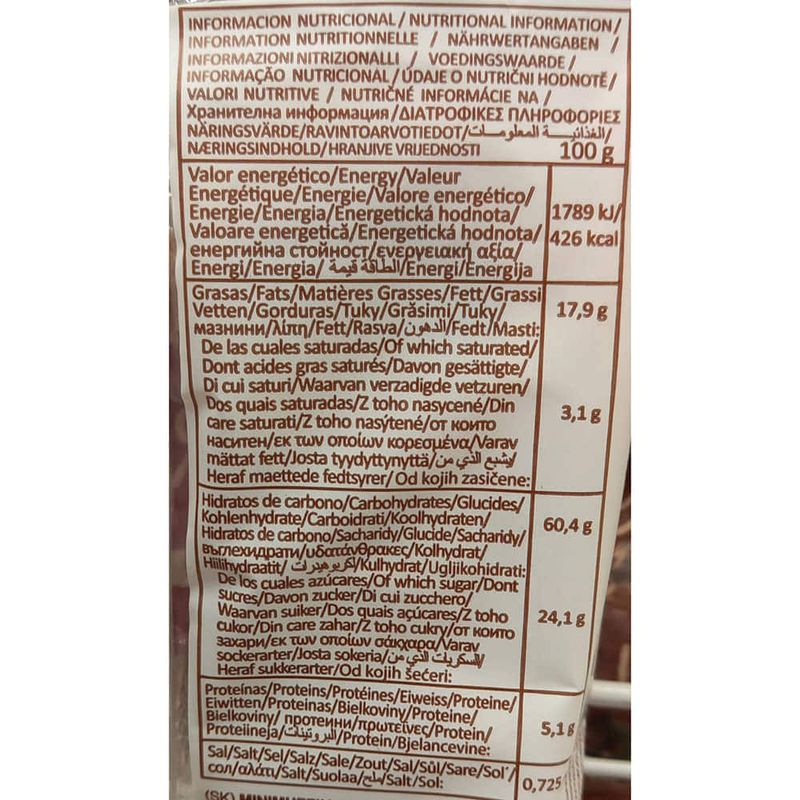 INFORMACION NUTRICIONAL/NUTRITIONAL INFORMATION/
INFORMATION NUTRITIONNELLE / NÄHRWERTANGABEN /
INFORMAZIONI NITRIZIONALLI / VOEDINGSWAARDE /
INFORMAÇÃO NUTRICIONAL/ÚDAJE O NUTRIČNI HODNOTĚ/
VALORI NUTRITIVE / NUTRIČNÉ INFORMÁCIE NA /
Хранителна информация/ΔΙΑΤΡΟΦΙΚΕΣ ΠΛΗΡΟΦΟΡΙΕΣ
NÄRINGSVÄRDE/RAVINTOARVOTIEDOT/المعلومات الغذائية/
NÆRINGSINDHOLD/HRANJIVE VRIJEDNOSTI 100 g
Valor energético/Energy/Valeur
Energétique/Energie/Valore energético/
Energie/Energia/Energetická hodnota/ 1789 kJ/
Valoare energetică/Energetická hodnota/ 426 kcal
енергийна стойност/ενεργειακή αξία/
Energi/Energia/قيمة الطاقة/Energi/Energija
Grasas/Fats/Matières Grasses/Fett/Grassi
Vetten/Gorduras/Tuky/Grăsimi/Tuky/ 17,9 g
мазнини/λίπη/Fett/Rasva/الدهون/Fedt/Masti:
De las cuales saturadas/Of which saturated/
Dont acides gras saturés/Davon gesättigte/
Di cui saturi/Waarvan verzadigde vetzuren/
Dos quais saturadas/Z toho nasycené/Din 3,1 g
care saturati/Z toho nasýtené/от които
наситен/εκ των οποίων κορεσμένα/Varav
mättat fett/Josta tyydyttynyttä/يشبع الذي من/
Heraf maettede fedtsyrer/Od kojih zasičene:
Hidratos de carbono/Carbohydrates/Glucides/
Kohlenhydrate/Carboidrati/Koolhydraten/ 60,4 g
Hidratos de carbono/Sacharidy/Glucide/Sacharidy/
въглехидрати/υδατάνθρακες/Kolhydrat/
Hiilihydraatit/كربوهيدرات/Kulhydrat/Ugljikohidrati:
De los cuales azúcares/Of which sugar/Dont
sucres/Davon zucker/Di cui zucchero/
Waarvan suiker/Dos quais açúcares/Z toho 24,1 g
cukor/Din care zahar/Z toho cukry/от които
захари/εκ των οποίων σάκχαρα/Varav
sockerarter/Josta sokeria/السكريات الذي من/
Heraf sukkerarter/Od kojih šećeri:
Proteínas/Proteins/Protéines/Eiweiss/Proteine/
Eiwitten/Proteinas/Bielkoviny/Proteine/
Bielkoviny/ протеини/πρωτεΐνες/Protein/ 5,1 g
Proteiineja/البروتينات/Protein/Bjelancevine:
Sal/Salt/Sel/Salz/Sale/Zout/Sal/Sůl/Sare/Sol'/
сол/αλάτι/Salt/Suolaa/ملح/Salt/Sol: 0,725
(SK)